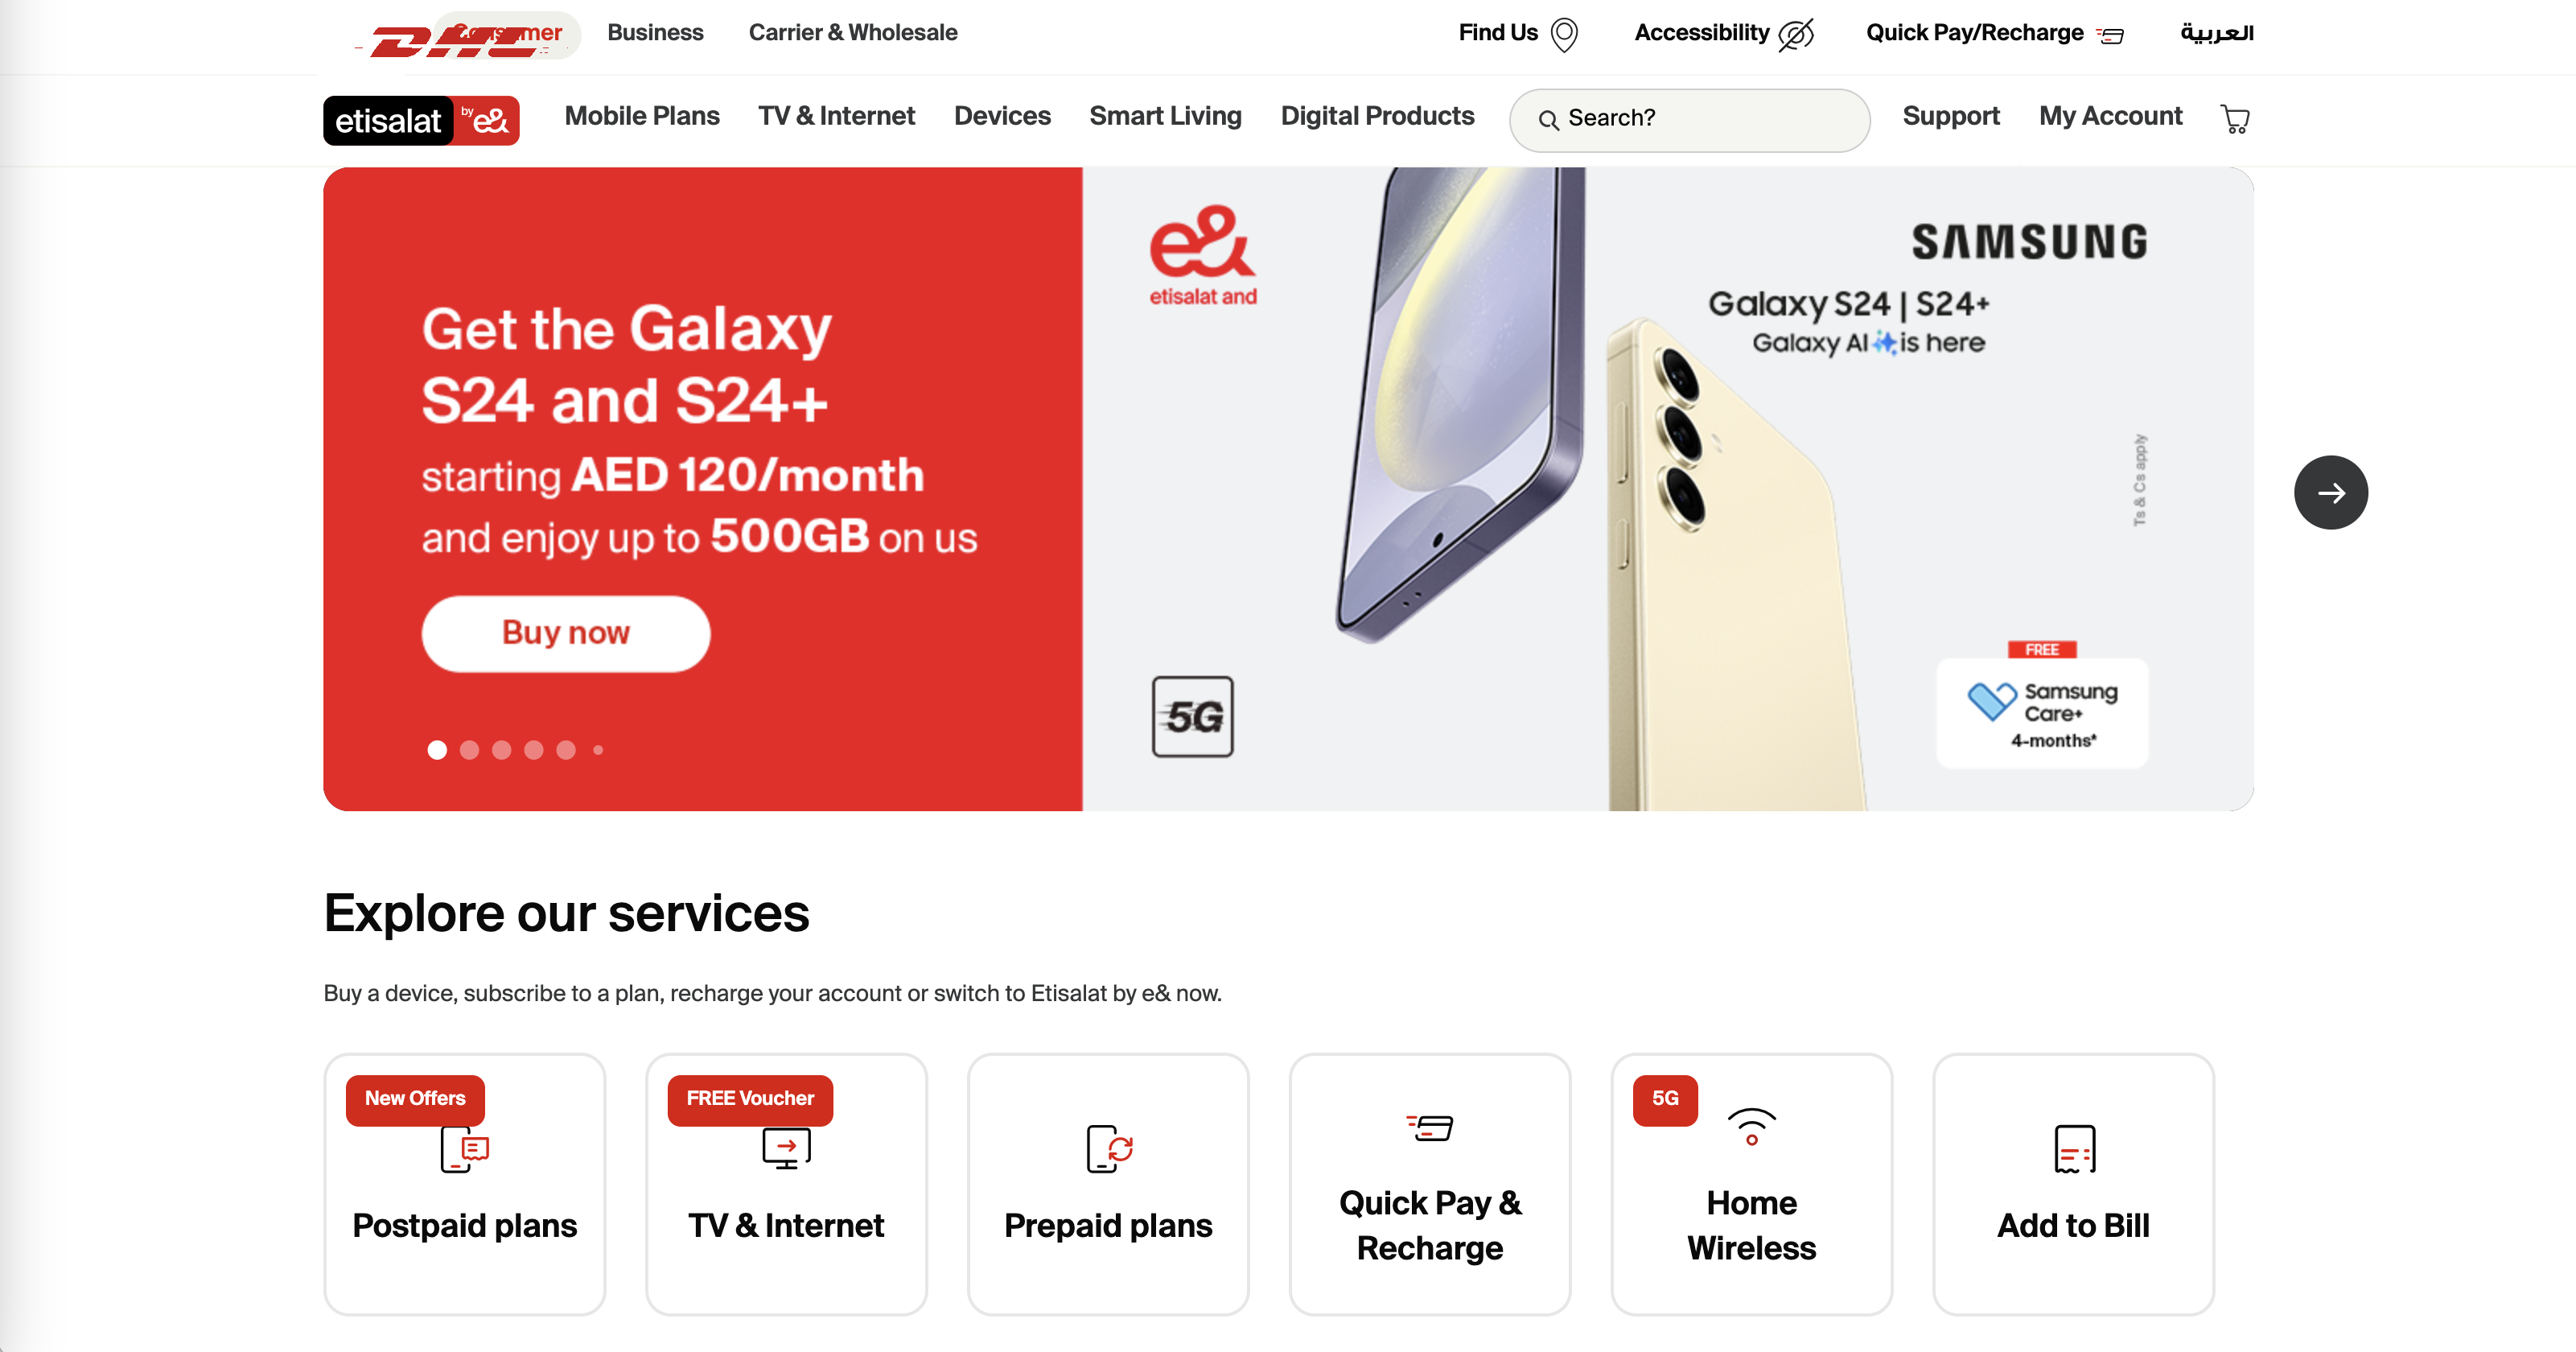 DHL
Consumer
Business
Carrier & Wholesale
Find Us
Accessibility
Quick Pay/Recharge
العربية
etisalat by e&
Mobile Plans
TV & Internet
Devices
Smart Living
Digital Products
Search?
Support
My Account
Get the Galaxy
S24 and S24+
starting AED 120/month
and enjoy up to 500GB on us
Buy now
e&
etisalat and
5G
SAMSUNG
Galaxy S24 | S24+
Galaxy AI is here
Ts & Cs apply
FREE
Samsung
Care+
4-months*
Explore our services
Buy a device, subscribe to a plan, recharge your account or switch to Etisalat by e& now.
New Offers
Postpaid plans
FREE Voucher
TV & Internet
Prepaid plans
Quick Pay &
Recharge
5G
Home
Wireless
Add to Bill